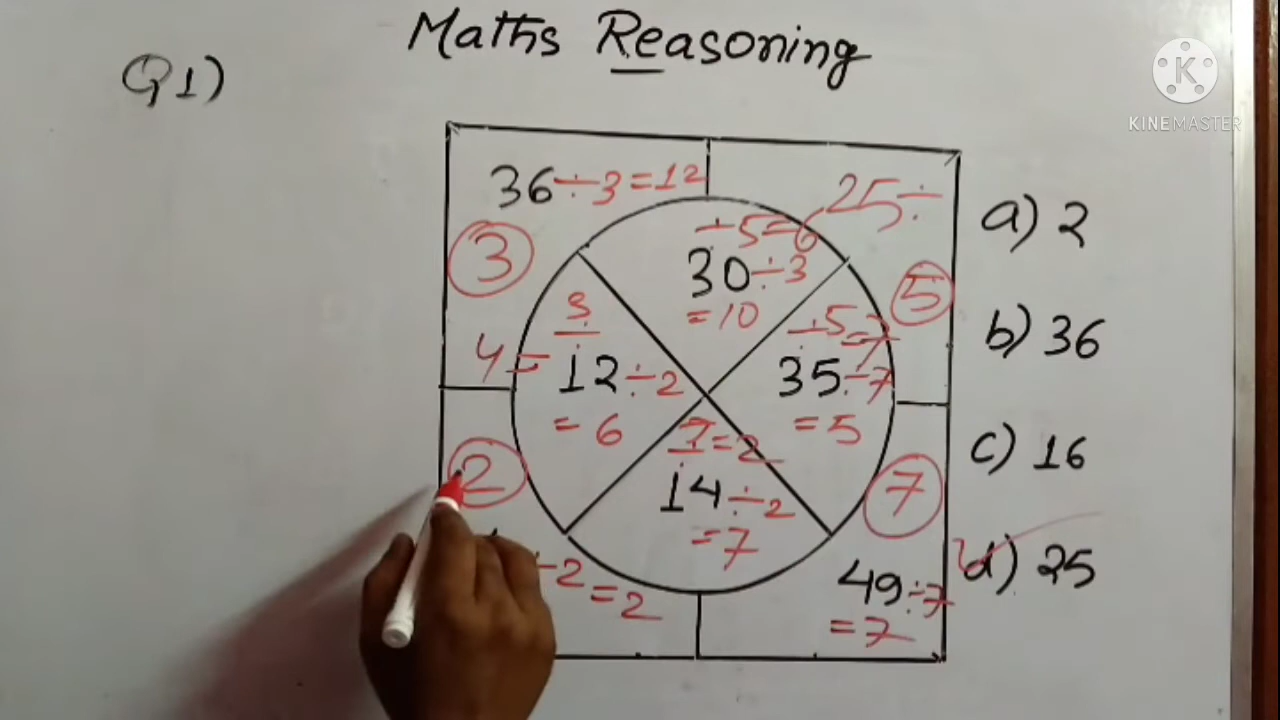 Maths Reasoning
Q1)
K
KINEMASTER
36÷3=12
25÷
3
5
÷5=6
30÷3
=10
3
4=
12÷2
=6
÷5=7
35÷7
=5
7=2
14÷2
=7
2
7
÷2=2
49÷7
=7
a) 2
b) 36
c) 16
d) 25